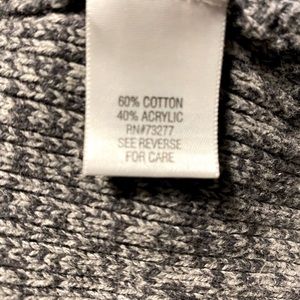 60% COTTON
40% ACRYLIC
RN#73277
SEE REVERSE
FOR CARE